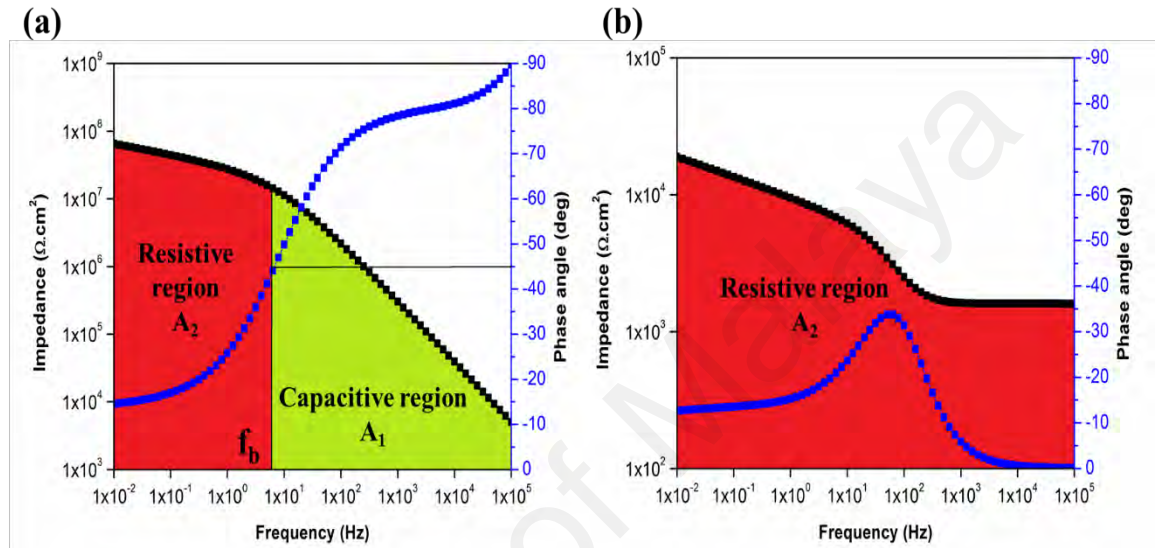 (a)
1x10⁹
1x10⁸
1x10⁷
1x10⁶
1x10⁵
1x10⁴
1x10³
Impedance (Ω.cm²)
-90
-80
-70
-60
-50
-40
-30
-20
-10
0
Phase angle (deg)
Resistive
region
A₂
Capacitive region
A₁
f_b
1x10⁻² 1x10⁻¹ 1x10⁰ 1x10¹ 1x10² 1x10³ 1x10⁴ 1x10⁵
Frequency (Hz)
(b)
1x10⁵
1x10⁴
1x10³
1x10²
Impedance (Ω.cm²)
-90
-80
-70
-60
-50
-40
-30
-20
-10
0
Phase angle (deg)
Resistive region
A₂
1x10⁻² 1x10⁻¹ 1x10⁰ 1x10¹ 1x10² 1x10³ 1x10⁴ 1x10⁵
Frequency (Hz)
of Malaya